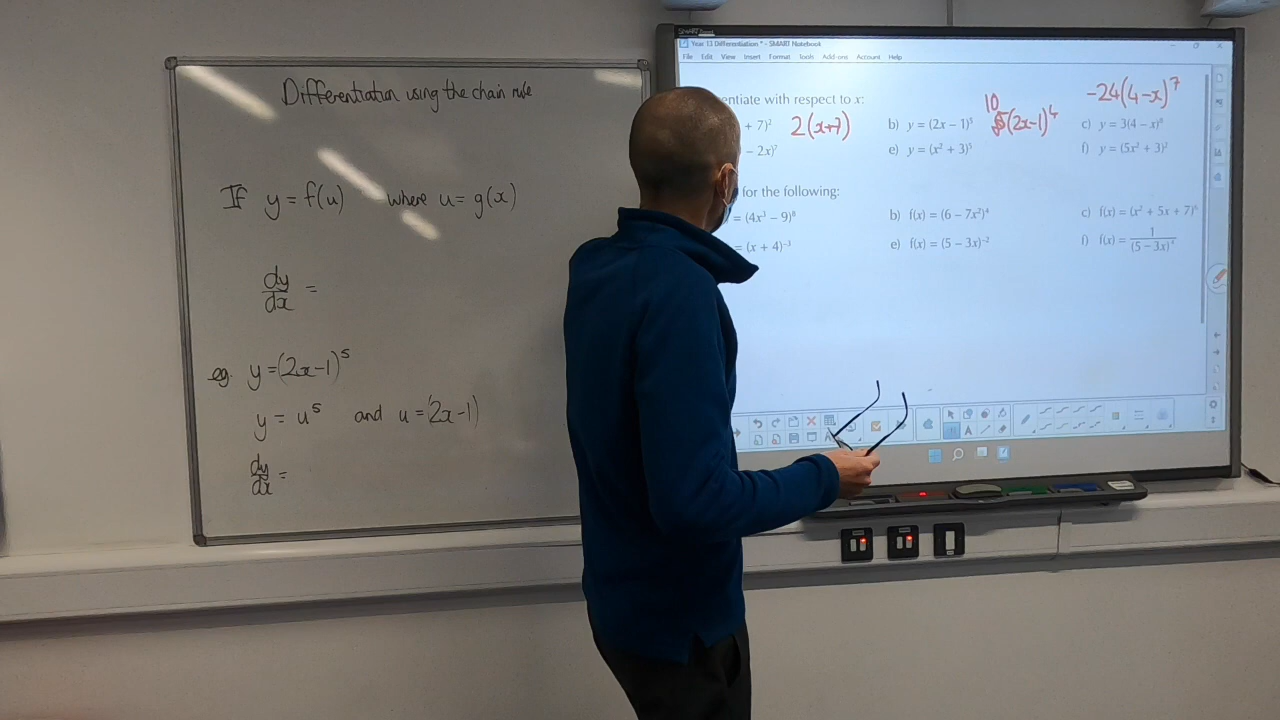 Differentiation using the chain rule
If y = f(u) where u = g(x)
dy/dx =
eg. y = (2x-1)⁵
y = u⁵ and u = (2x-1)
dy/dx =
Year 13 Differentiation * - SMART Notebook
File Edit View Insert Format Tools Add-ons Account Help
entiate with respect to x:
+ 7)² 2(x+7) b) y = (2x – 1)⁵ 10 (2x-1)⁴ c) y = 3(4 – x)⁸ -24(4-x)⁷
– 2x)⁷ e) y = (x² + 3)⁵ f) y = (5x² + 3)²
for the following:
= (4x³ – 9)⁸ b) f(x) = (6 – 7x²)⁴ c) f(x) = (x² + 5x + 7)⁶
= (x + 4)⁻³ e) f(x) = (5 – 3x)⁻² f) f(x) = 1/(5 – 3x)⁴